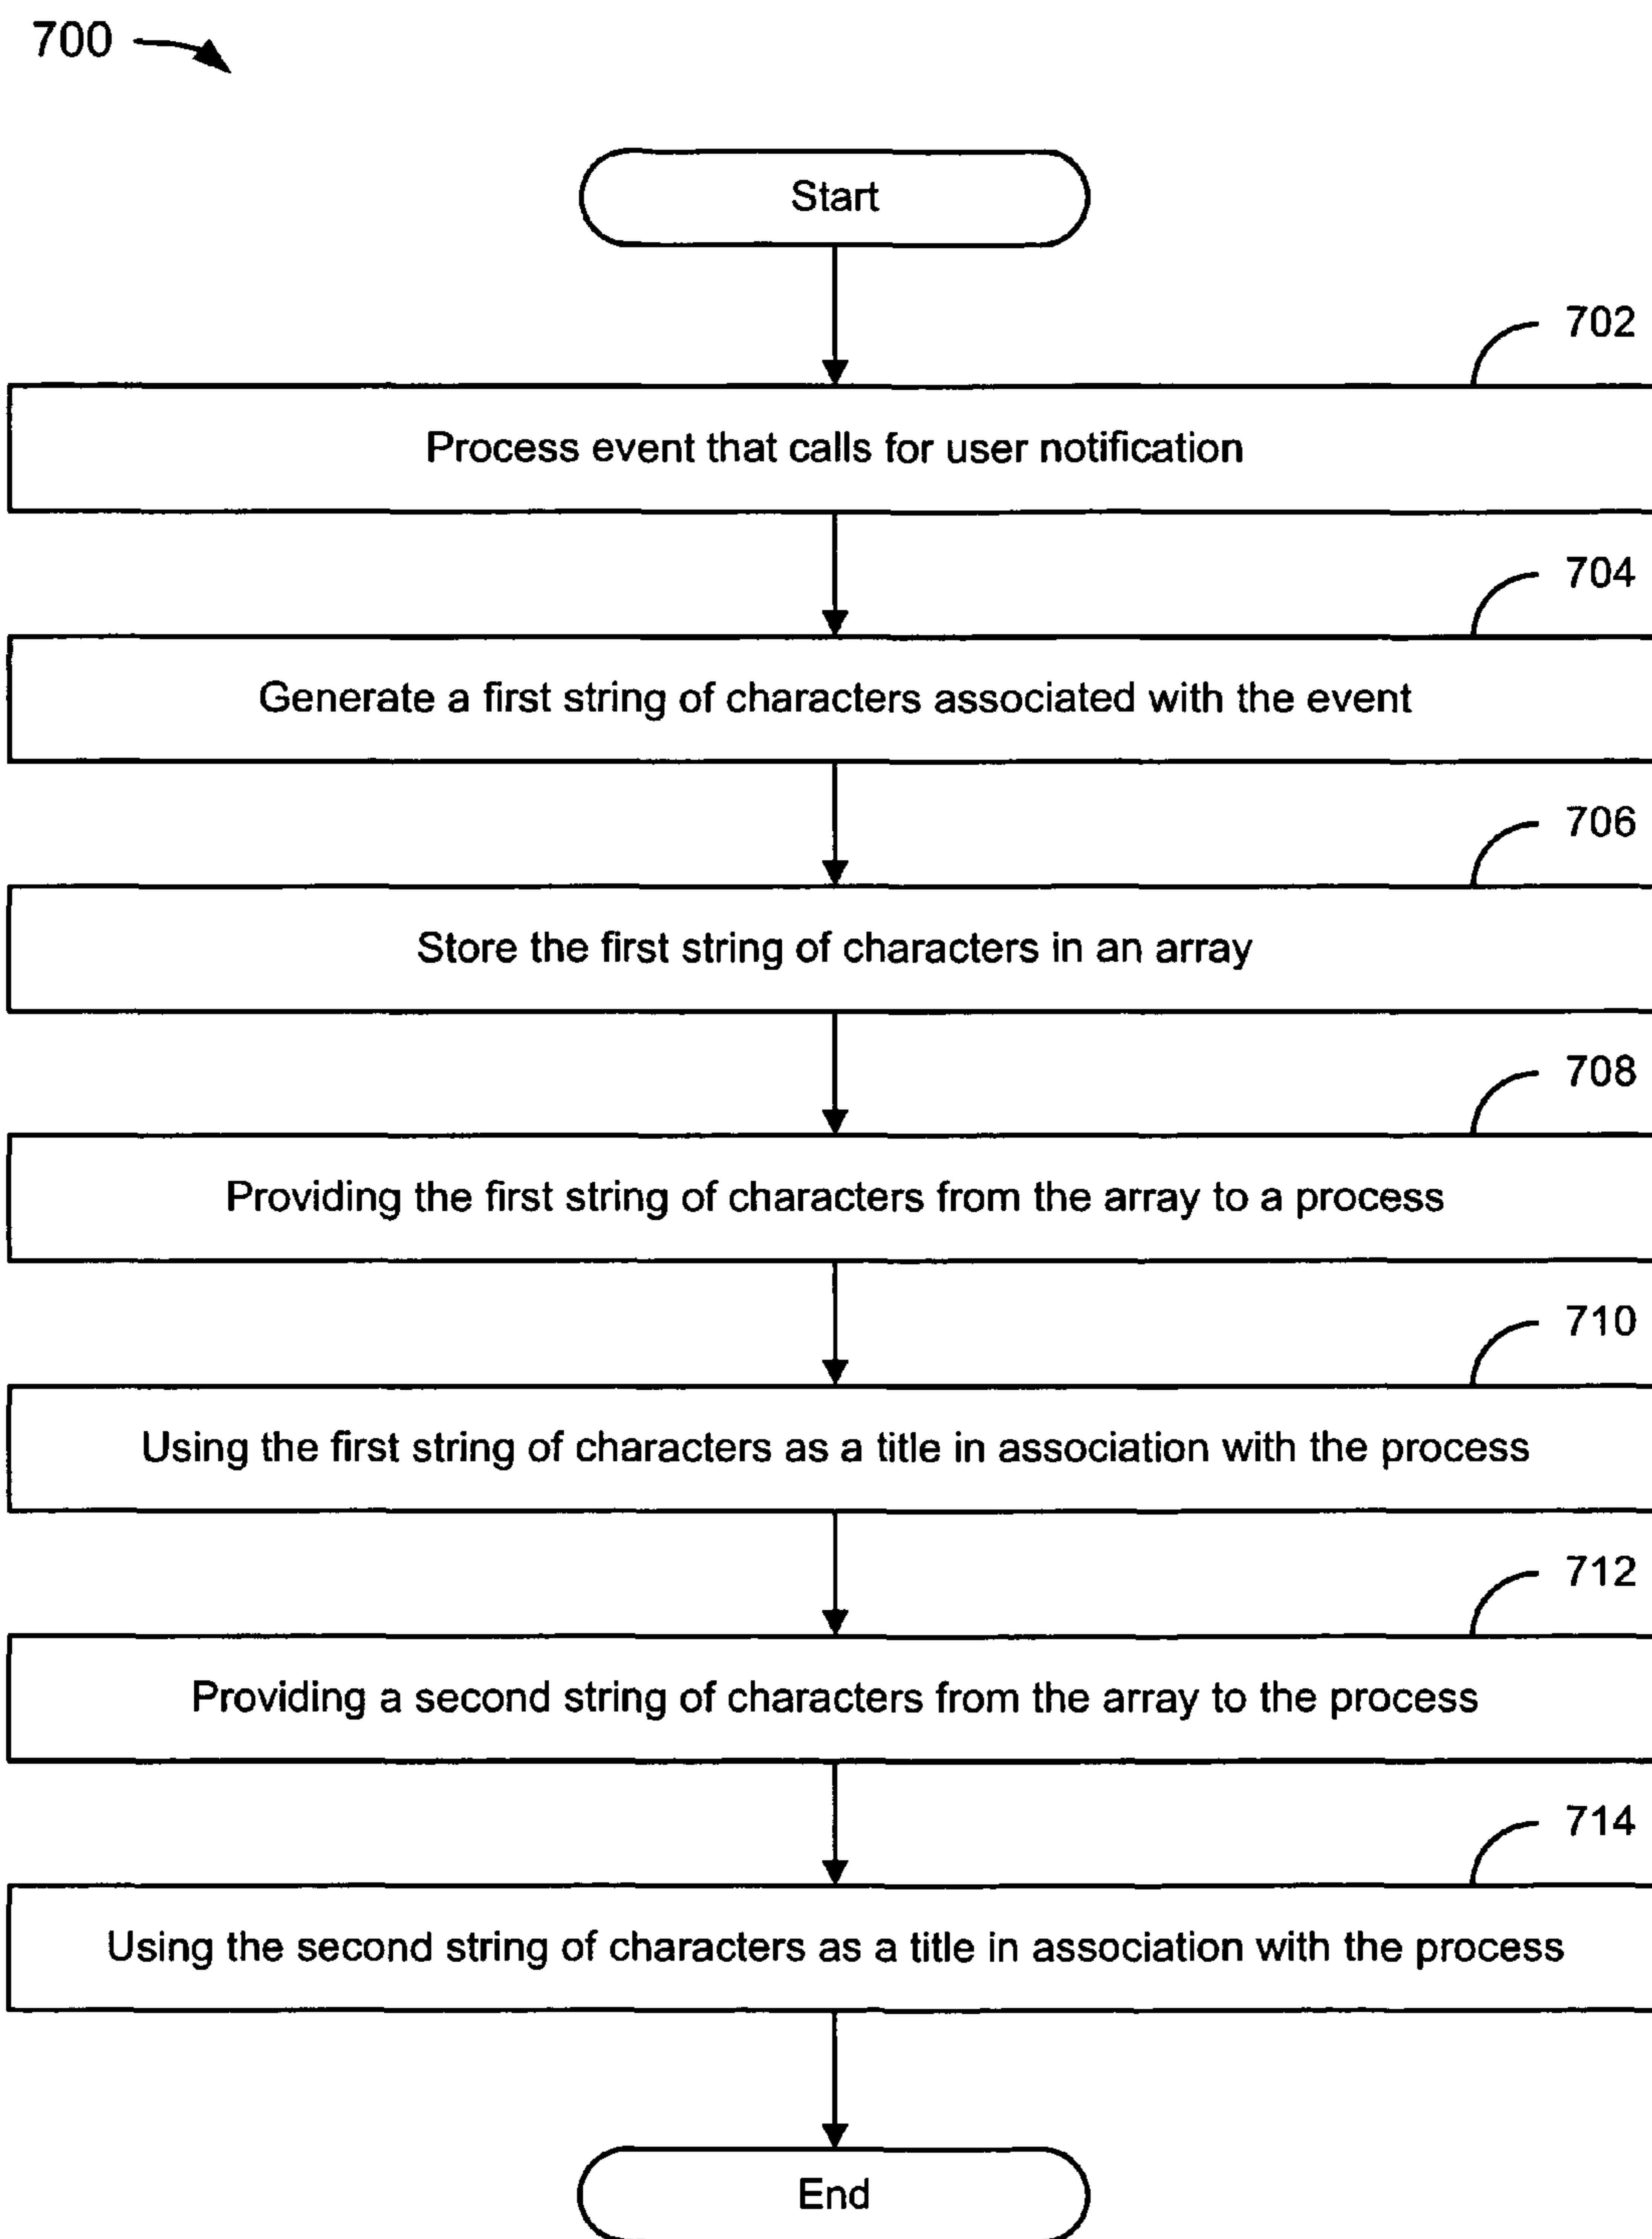 700
Start
702
Process event that calls for user notification
704
Generate a first string of characters associated with the event
706
Store the first string of characters in an array
708
Providing the first string of characters from the array to a process
710
Using the first string of characters as a title in association with the process
712
Providing a second string of characters from the array to the process
714
Using the second string of characters as a title in association with the process
End